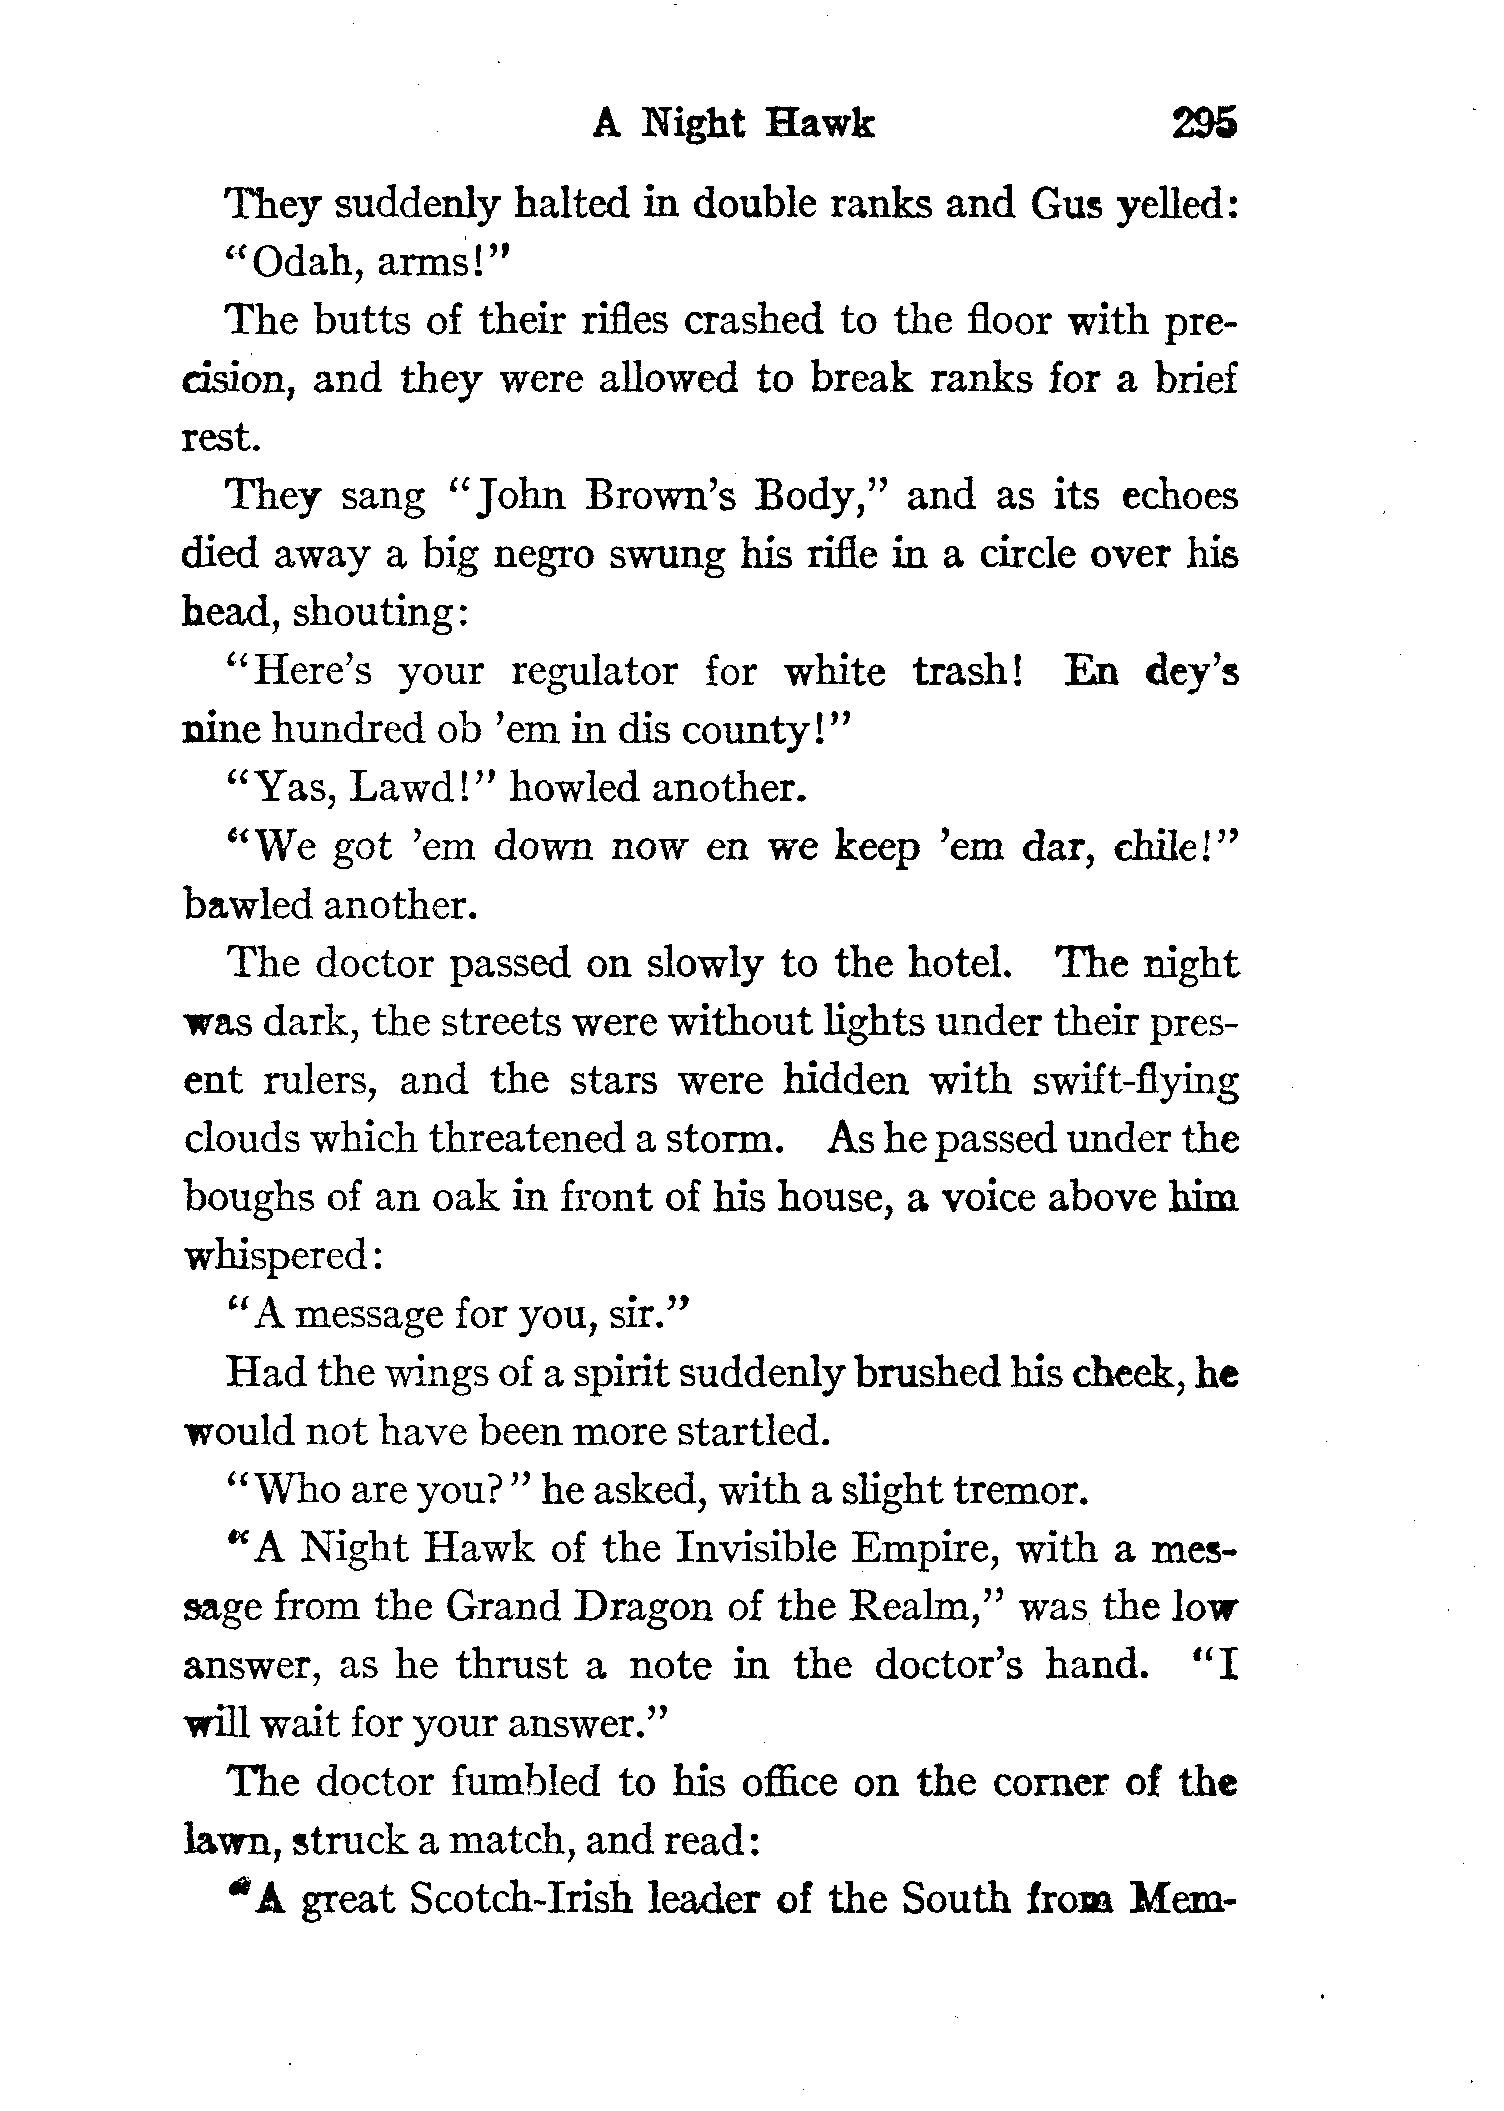 A Night Hawk 295
They suddenly halted in double ranks and Gus yelled:
“Odah, arms!”
The butts of their rifles crashed to the floor with pre-
cision, and they were allowed to break ranks for a brief
rest.
They sang “John Brown’s Body,” and as its echoes
died away a big negro swung his rifle in a circle over his
head, shouting:
“Here’s your regulator for white trash! En dey’s
nine hundred ob ’em in dis county!”
“Yas, Lawd!” howled another.
“We got ’em down now en we keep ’em dar, chile!”
bawled another.
The doctor passed on slowly to the hotel. The night
was dark, the streets were without lights under their pres-
ent rulers, and the stars were hidden with swift-flying
clouds which threatened a storm. As he passed under the
boughs of an oak in front of his house, a voice above him
whispered:
“A message for you, sir.”
Had the wings of a spirit suddenly brushed his cheek, he
would not have been more startled.
“Who are you?” he asked, with a slight tremor.
“A Night Hawk of the Invisible Empire, with a mes-
sage from the Grand Dragon of the Realm,” was the low
answer, as he thrust a note in the doctor’s hand. “I
will wait for your answer.”
The doctor fumbled to his office on the corner of the
lawn, struck a match, and read:
“A great Scotch-Irish leader of the South from Mem-